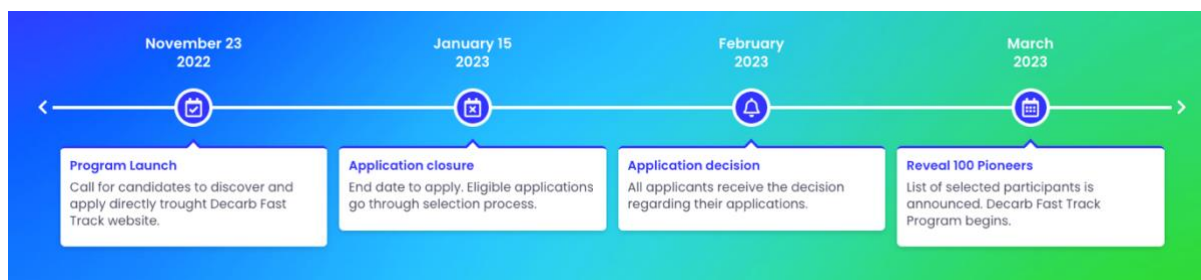 November 23
2022
January 15
2023
February
2023
March
2023
Program Launch
Call for candidates to discover and
apply directly trought Decarb Fast
Track website.
Application closure
End date to apply. Eligible applications
go through selection process.
Application decision
All applicants receive the decision
regarding their applications.
Reveal 100 Pioneers
List of selected participants is
announced. Decarb Fast Track
Program begins.